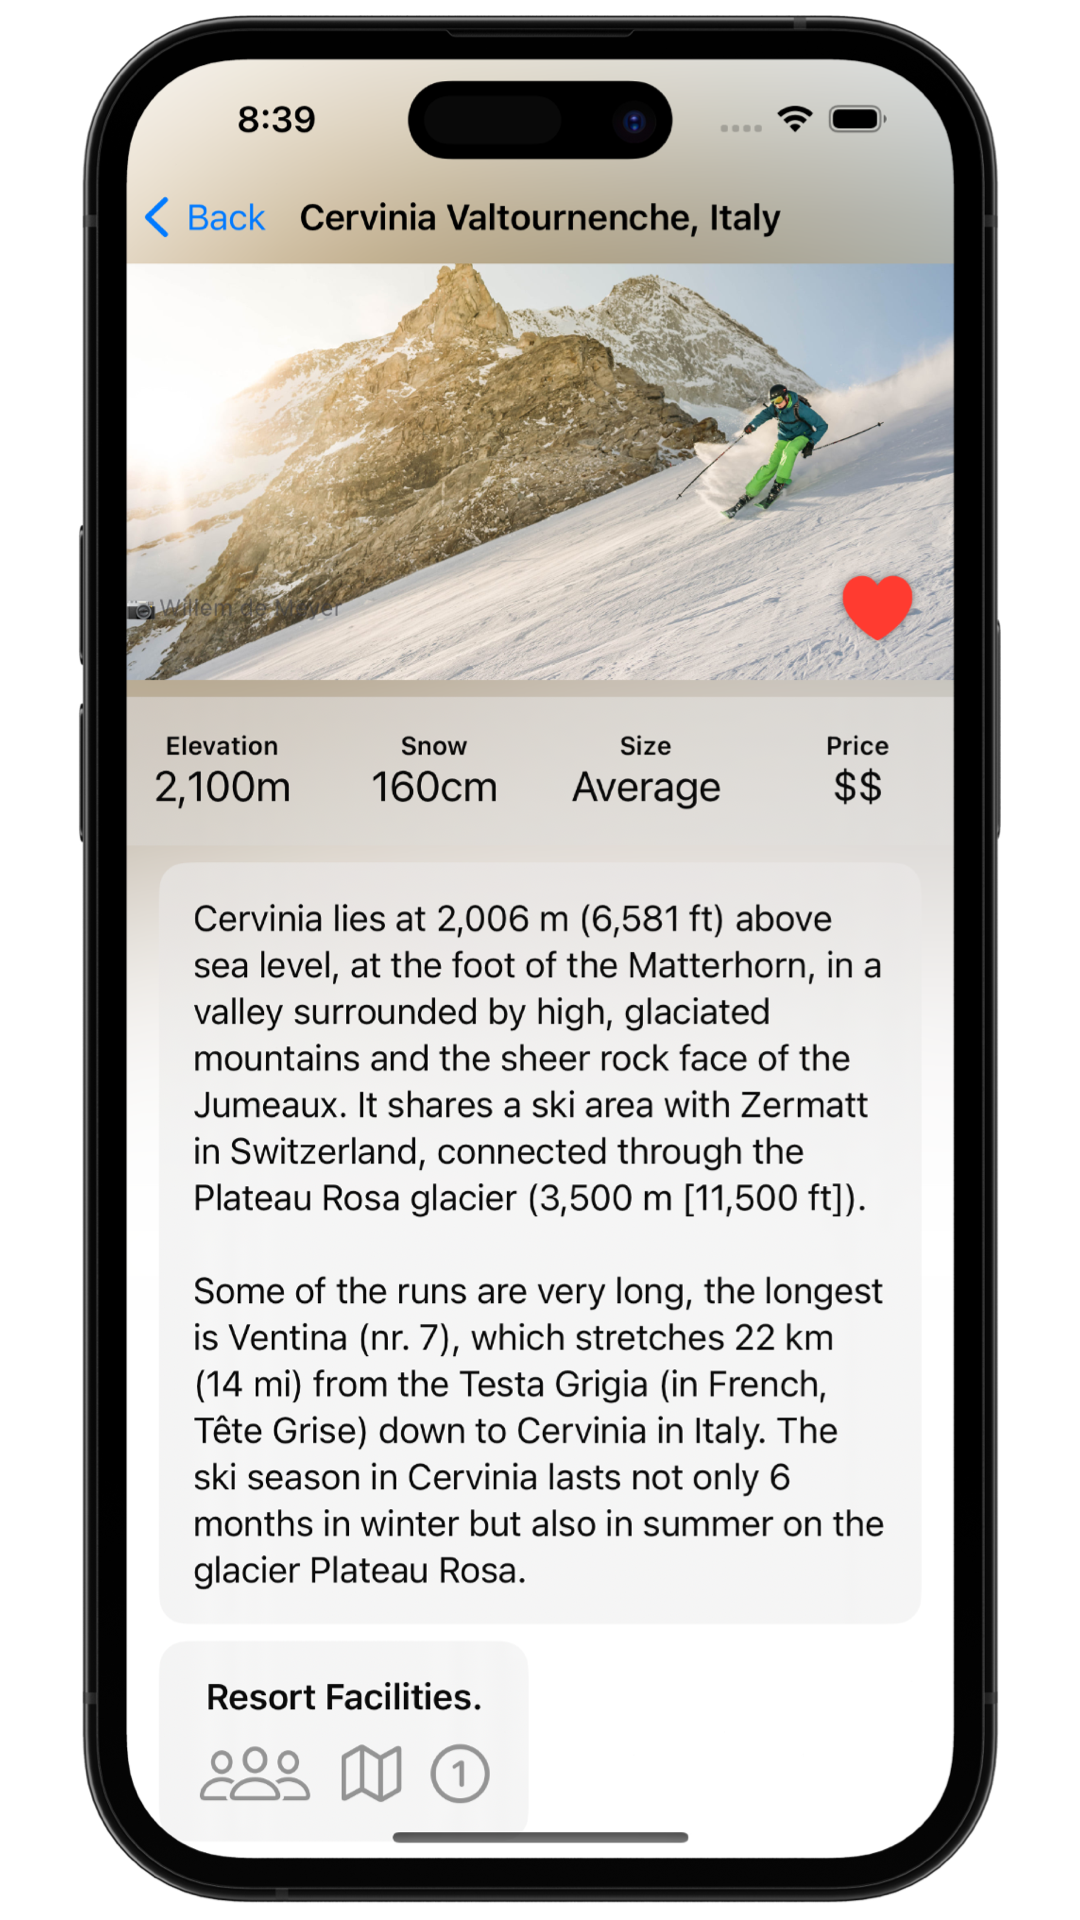 8:39
Back Cervinia Valtournenche, Italy
Willem de Meyer
Elevation Snow Size Price
2,100m 160cm Average $$
Cervinia lies at 2,006 m (6,581 ft) above
sea level, at the foot of the Matterhorn, in a
valley surrounded by high, glaciated
mountains and the sheer rock face of the
Jumeaux. It shares a ski area with Zermatt
in Switzerland, connected through the
Plateau Rosa glacier (3,500 m [11,500 ft]).
Some of the runs are very long, the longest
is Ventina (nr. 7), which stretches 22 km
(14 mi) from the Testa Grigia (in French,
Tête Grise) down to Cervinia in Italy. The
ski season in Cervinia lasts not only 6
months in winter but also in summer on the
glacier Plateau Rosa.
Resort Facilities.
1